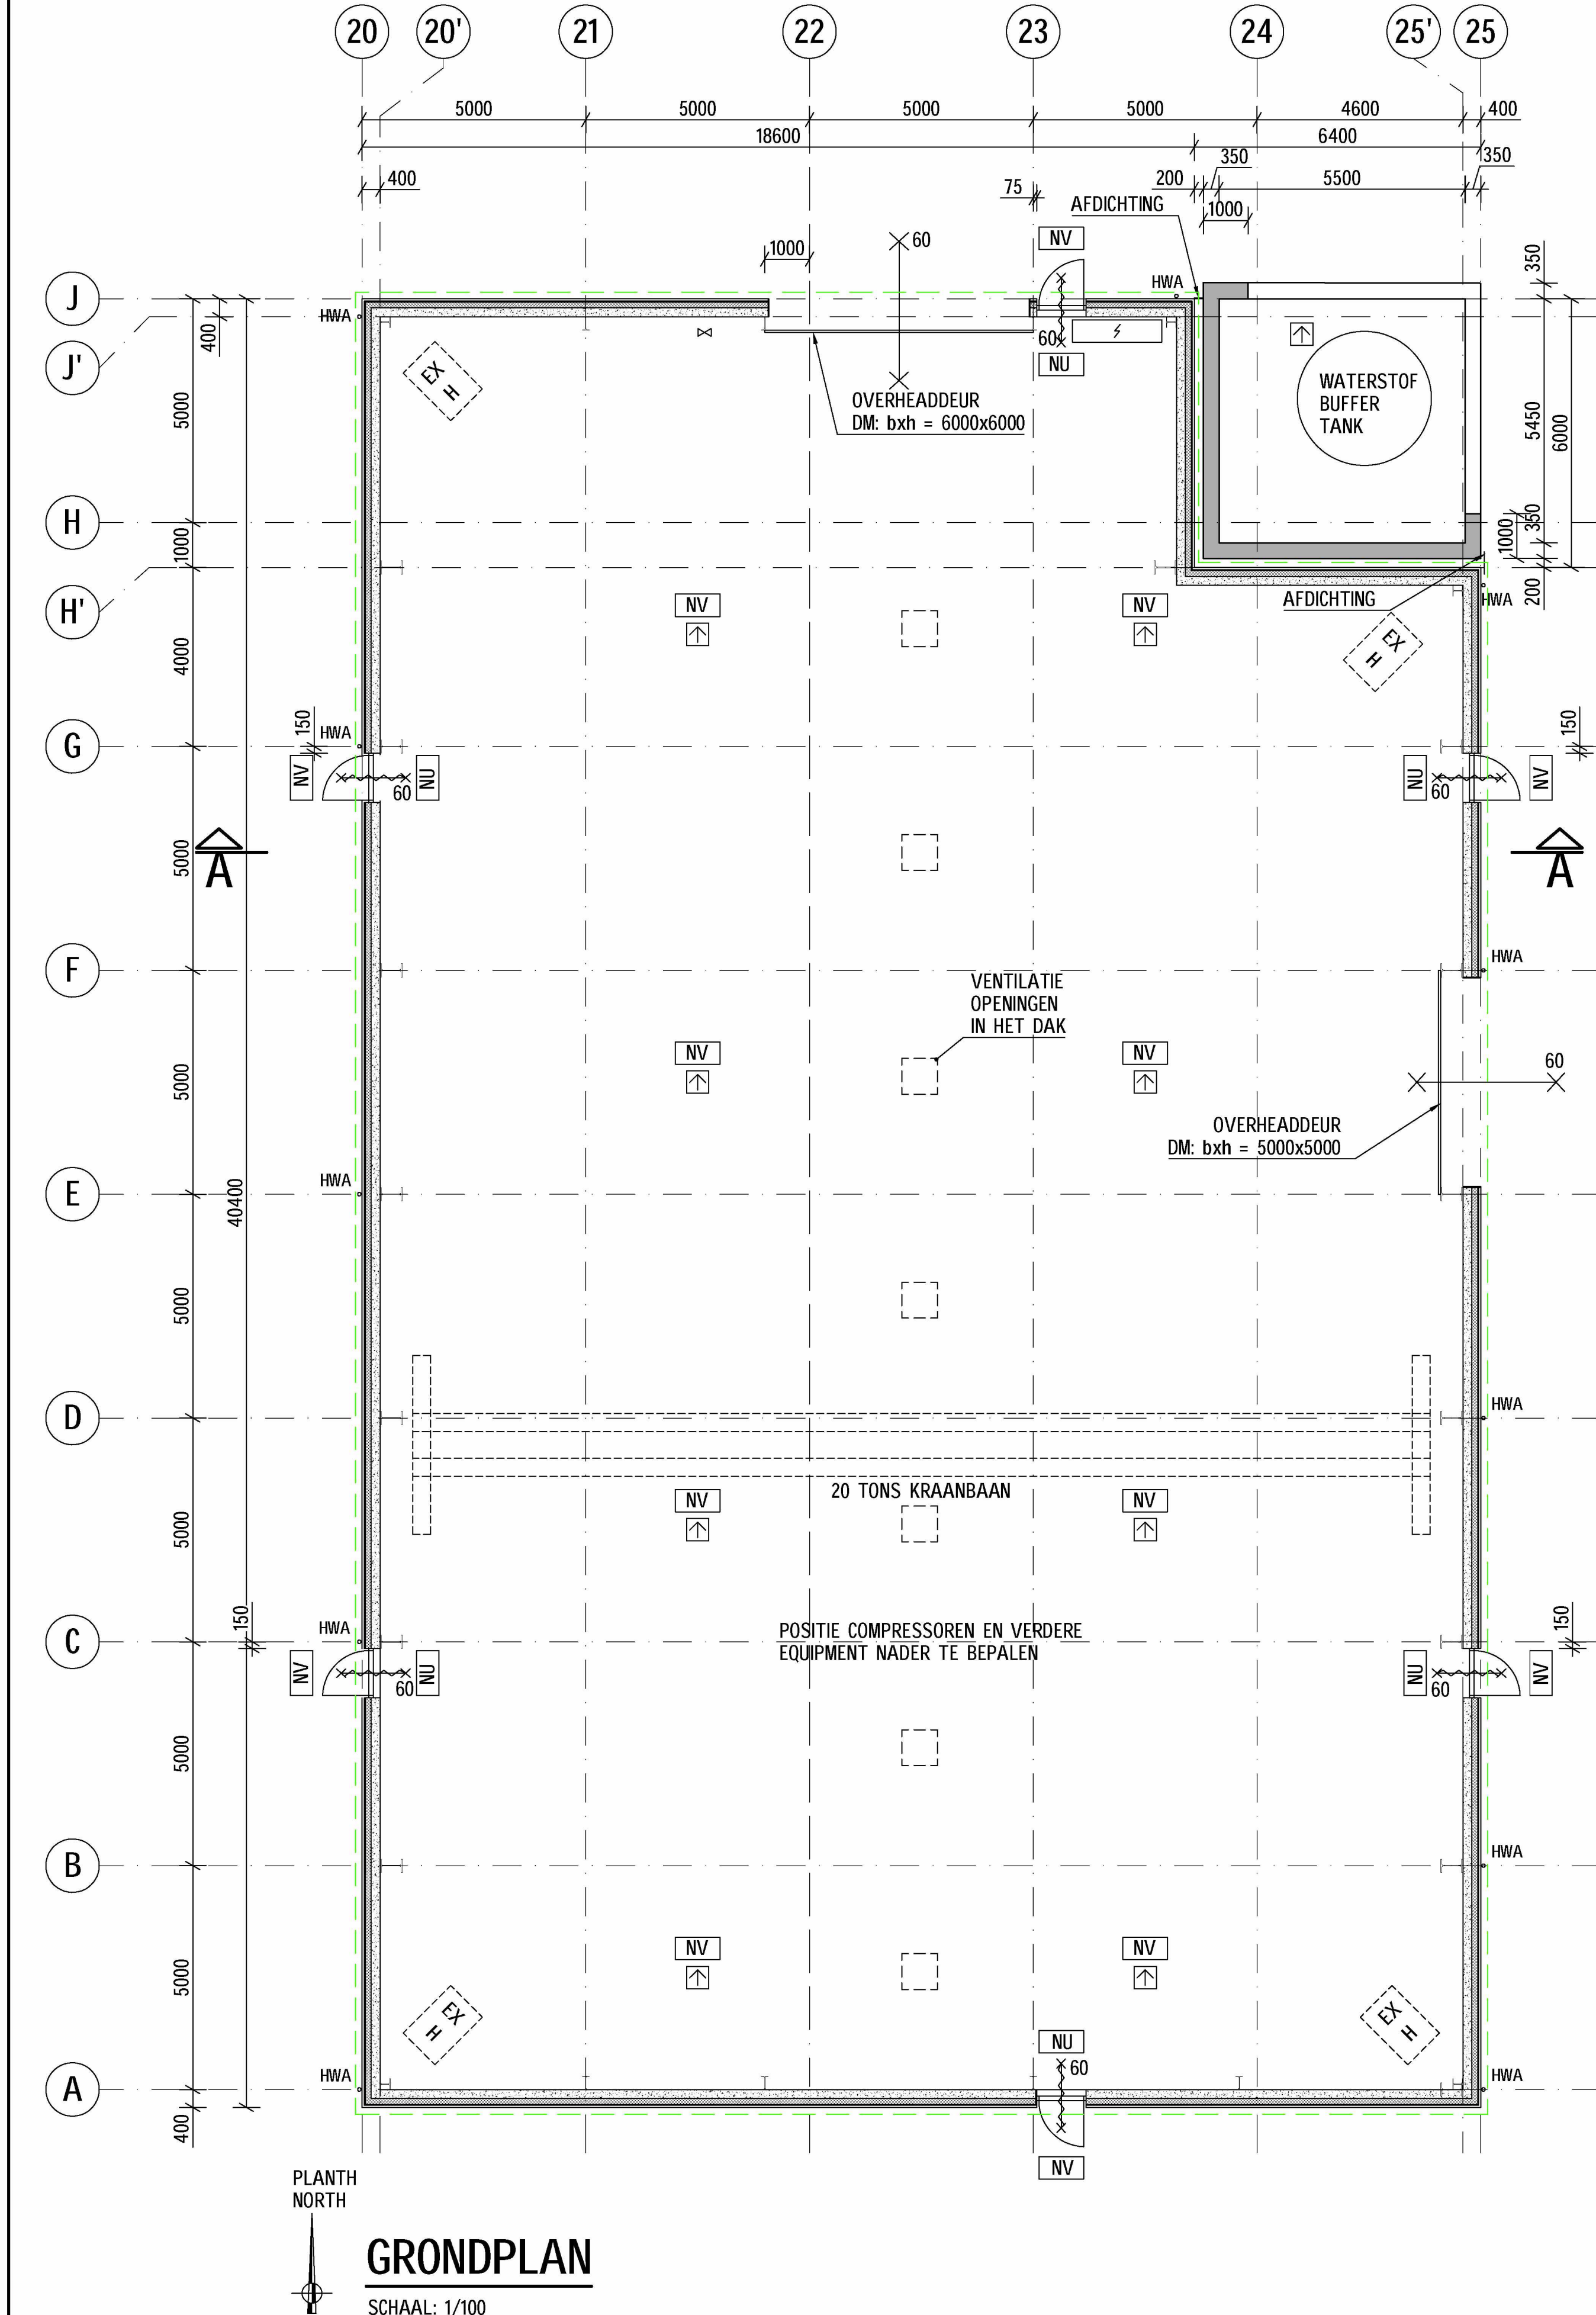 20 20' 21 22 23 24 25' 25
5000 5000 5000 5000 4600 400
18600 6400
350 350
400 75 200 5500
AFDICHTING 1000
NV
1000 60
350
HWA
J
HWA
400
60
J'
NU
WATERSTOF
BUFFER
TANK
OVERHEADDEUR
DM: bxh = 6000x6000
5000
5450
6000
H
1000
1000
350
H'
NV NV
AFDICHTING
HWA
200
EX
H
EX
H
4000
150
HWA
150
G
NV NU
60
NU NV
60
5000
A A
F
HWA
VENTILATIE
OPENINGEN
IN HET DAK
NV NV
5000
60
OVERHEADDEUR
DM: bxh = 5000x5000
E
HWA
40400
5000
D
HWA
20 TONS KRAANBAAN
NV NV
5000
150
HWA
150
C
POSITIE COMPRESSOREN EN VERDERE
EQUIPMENT NADER TE BEPALEN
NV NU
60
NU NV
60
5000
B
HWA
NV NV
5000
EX
H
EX
H
NU
60
A
HWA
HWA
400
NV
PLANTH
NORTH
GRONDPLAN
SCHAAL: 1/100